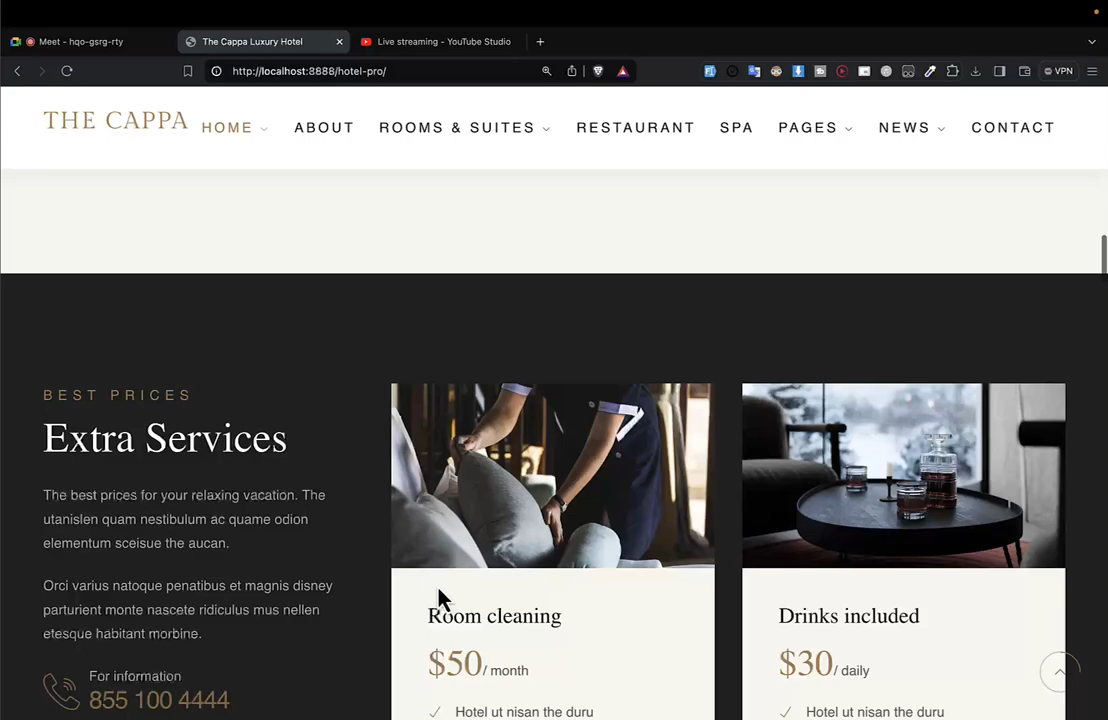 Meet - hqo-gsrg-rty
The Cappa Luxury Hotel
Live streaming - YouTube Studio
http://localhost:8888/hotel-pro/
VPN
THE CAPPA
HOME
ABOUT
ROOMS & SUITES
RESTAURANT
SPA
PAGES
NEWS
CONTACT
BEST PRICES
Extra Services
The best prices for your relaxing vacation. The
utanislen quam nestibulum ac quame odion
elementum sceisue the aucan.
Orci varius natoque penatibus et magnis disney
parturient monte nascete ridiculus mus nellen
etesque habitant morbine.
For information
855 100 4444
Room cleaning
$50/ month
Hotel ut nisan the duru
Drinks included
$30/ daily
Hotel ut nisan the duru